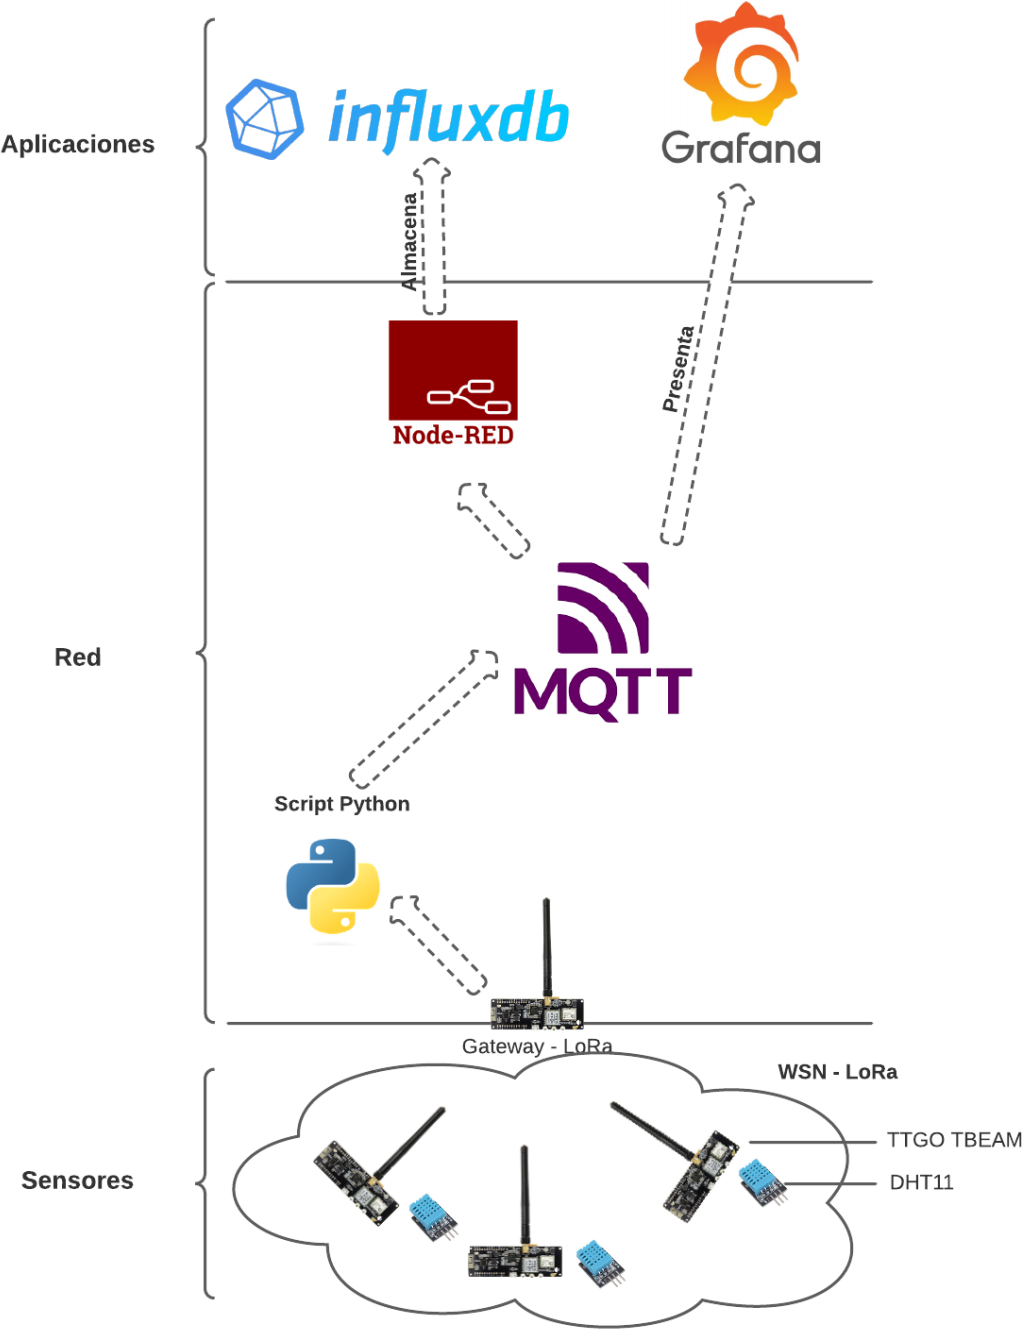 influxdb
Grafana
Aplicaciones
Almacena
Presenta
Node-RED
Red
MQTT
Script Python
Gateway - LoRa
WSN - LoRa
TTGO TBEAM
DHT11
Sensores